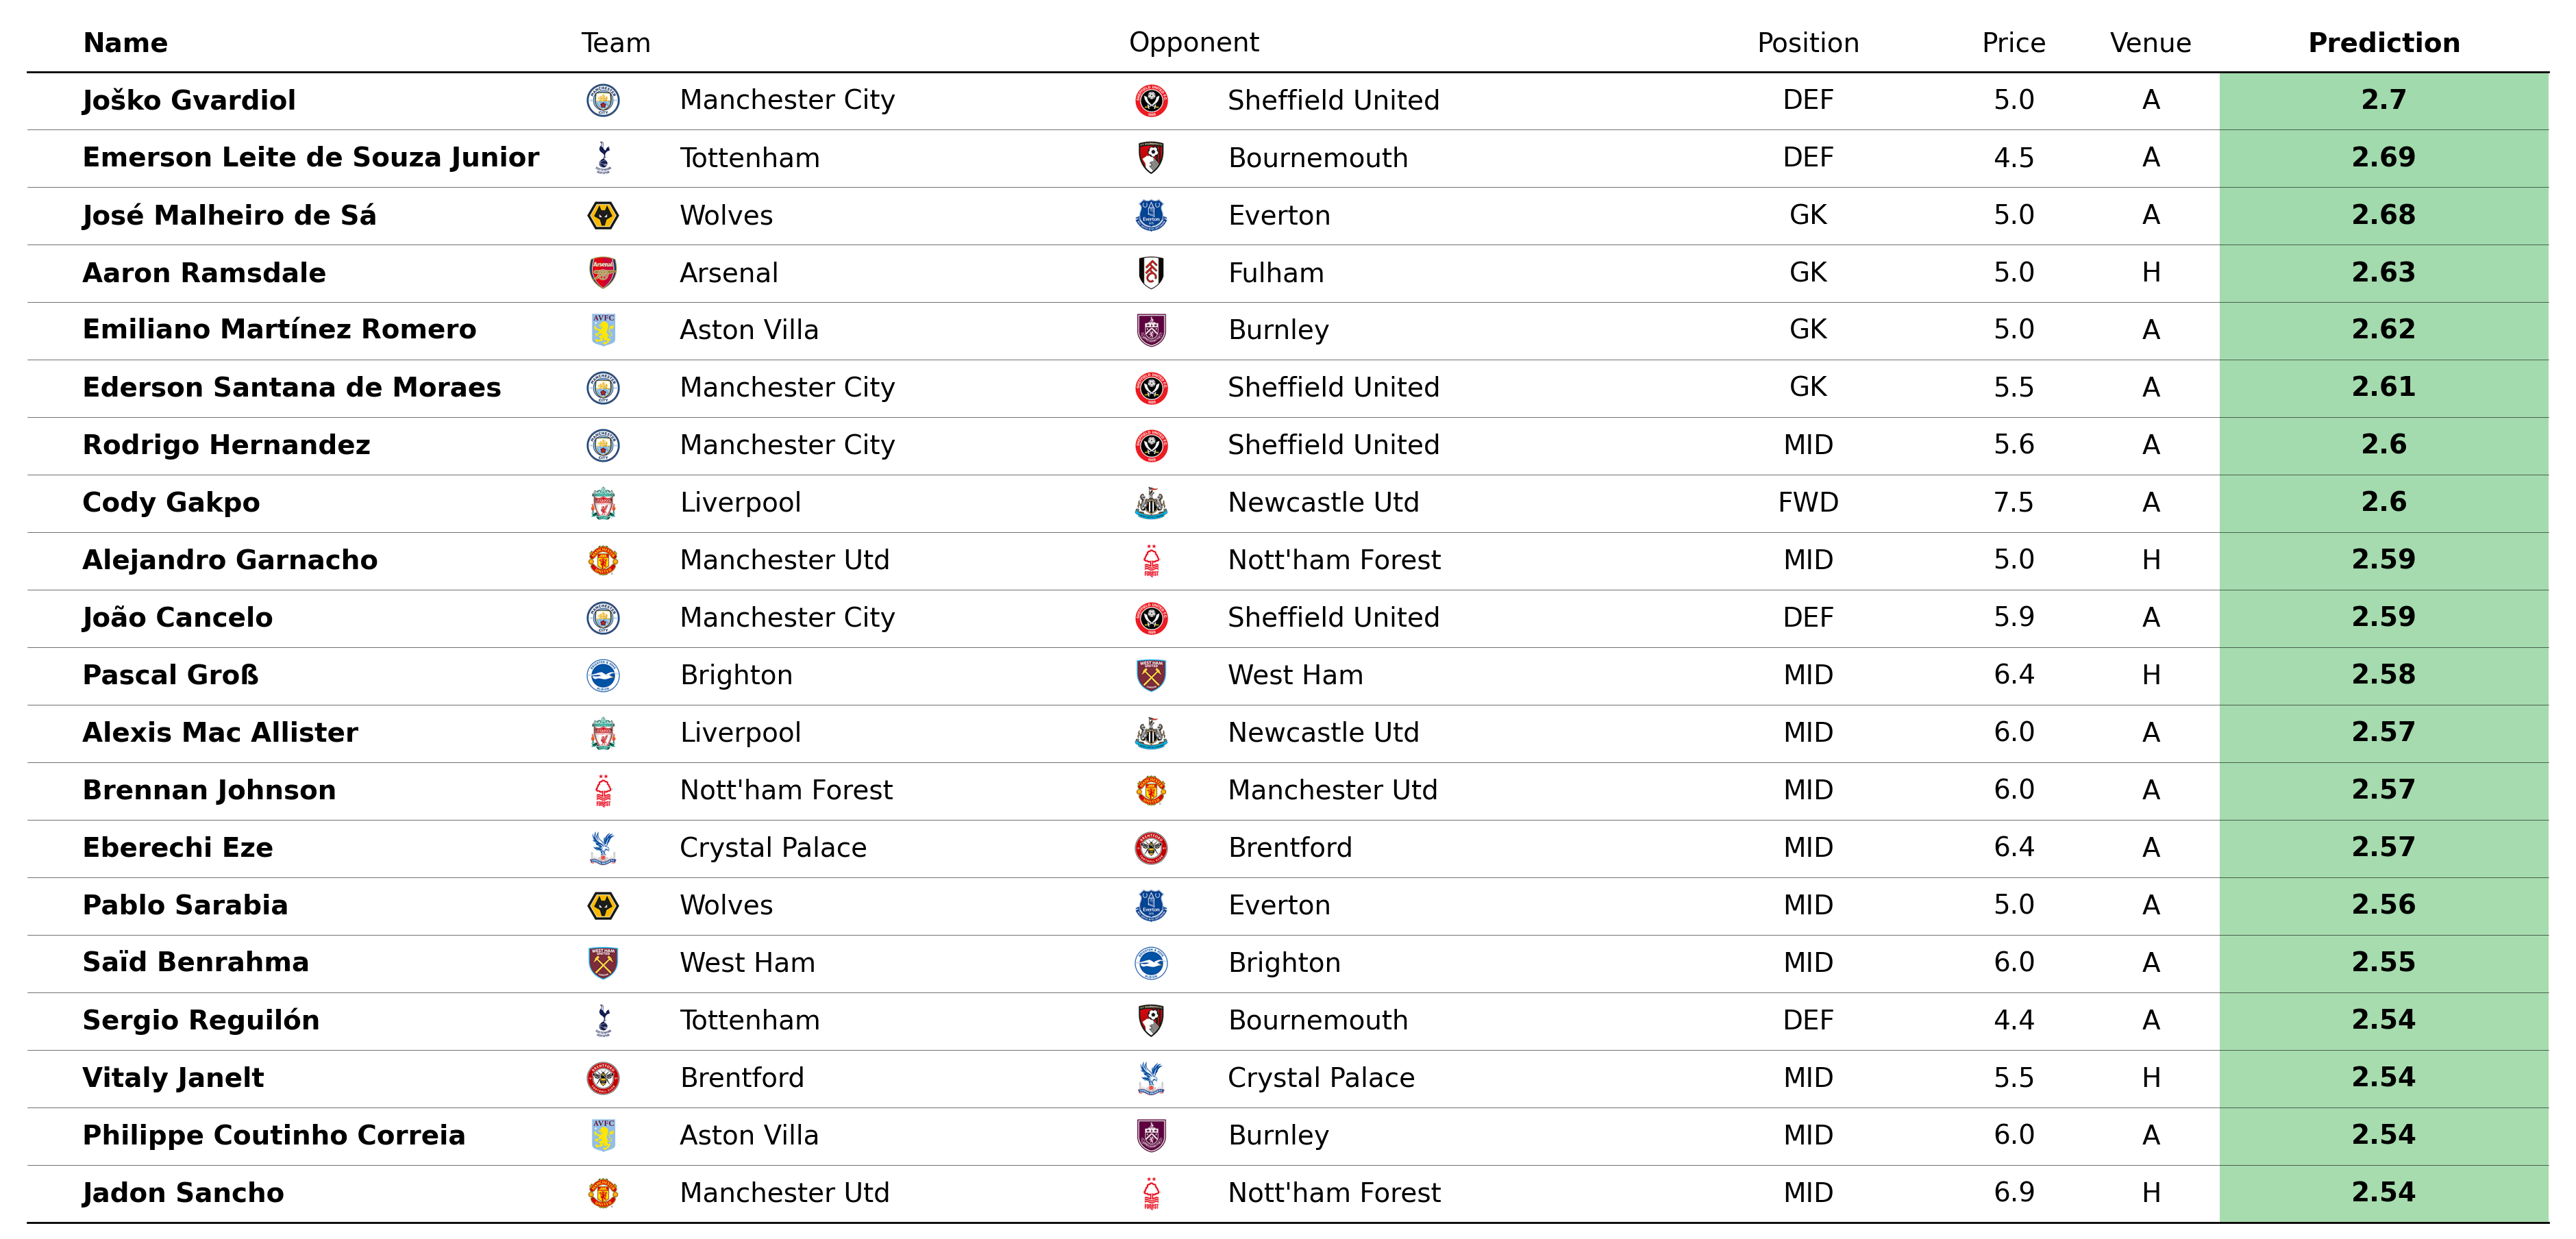 Name Team Opponent Position Price Venue Prediction
Joško Gvardiol Manchester City Sheffield United DEF 5.0 A 2.7
Emerson Leite de Souza Junior Tottenham Bournemouth DEF 4.5 A 2.69
José Malheiro de Sá Wolves Everton GK 5.0 A 2.68
Aaron Ramsdale Arsenal Fulham GK 5.0 H 2.63
Emiliano Martínez Romero Aston Villa Burnley GK 5.0 A 2.62
Ederson Santana de Moraes Manchester City Sheffield United GK 5.5 A 2.61
Rodrigo Hernandez Manchester City Sheffield United MID 5.6 A 2.6
Cody Gakpo Liverpool Newcastle Utd FWD 7.5 A 2.6
Alejandro Garnacho Manchester Utd Nott'ham Forest MID 5.0 H 2.59
João Cancelo Manchester City Sheffield United DEF 5.9 A 2.59
Pascal Groß Brighton West Ham MID 6.4 H 2.58
Alexis Mac Allister Liverpool Newcastle Utd MID 6.0 A 2.57
Brennan Johnson Nott'ham Forest Manchester Utd MID 6.0 A 2.57
Eberechi Eze Crystal Palace Brentford MID 6.4 A 2.57
Pablo Sarabia Wolves Everton MID 5.0 A 2.56
Saïd Benrahma West Ham Brighton MID 6.0 A 2.55
Sergio Reguilón Tottenham Bournemouth DEF 4.4 A 2.54
Vitaly Janelt Brentford Crystal Palace MID 5.5 H 2.54
Philippe Coutinho Correia Aston Villa Burnley MID 6.0 A 2.54
Jadon Sancho Manchester Utd Nott'ham Forest MID 6.9 H 2.54